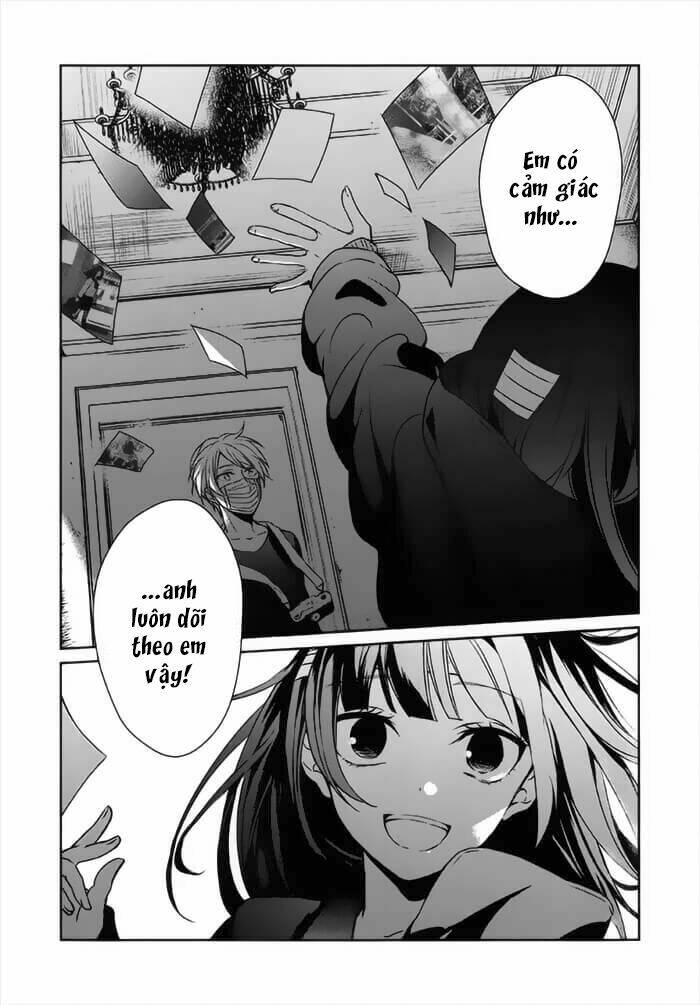 Em có
cảm giác
như...
...anh
luôn dõi
theo em
vậy!